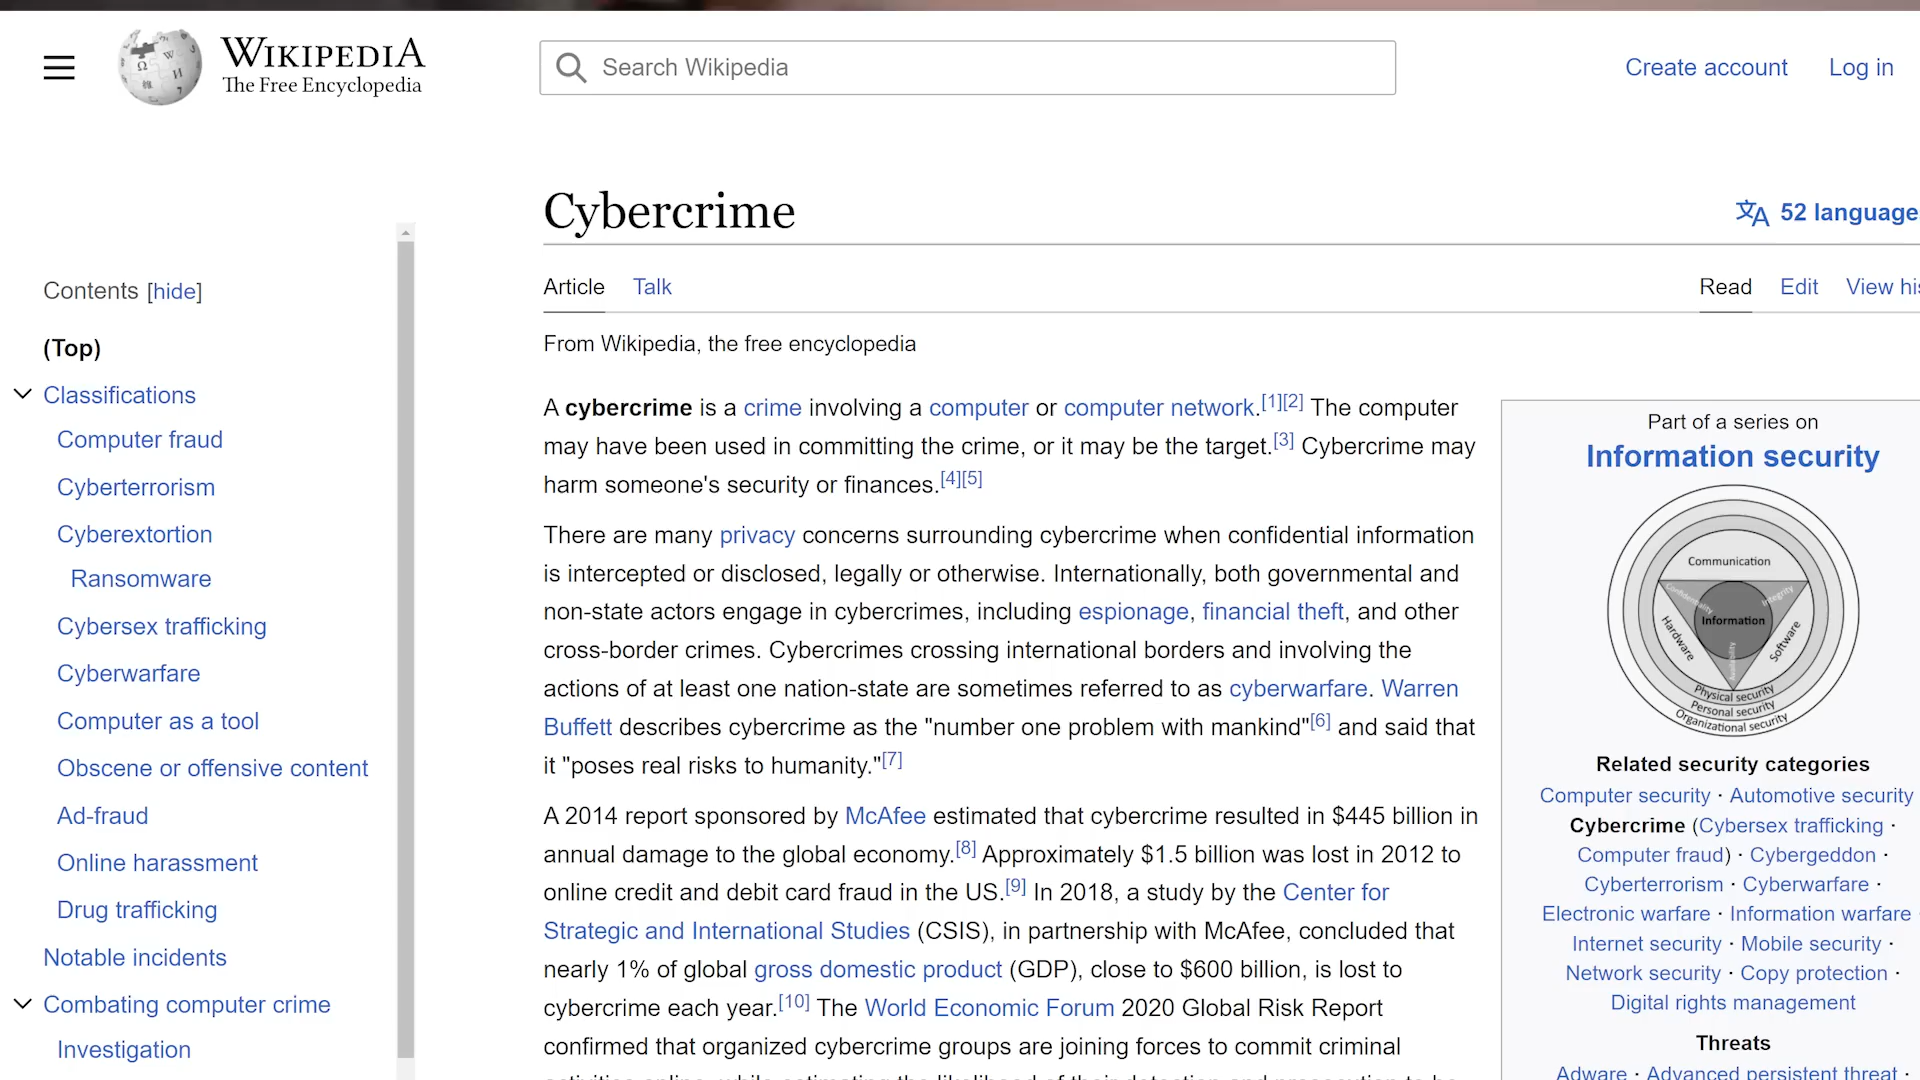 WIKIPEDIA
The Free Encyclopedia
Search Wikipedia
Create account
Log in
Cybercrime
52 language
Contents [hide]
(Top)
Classifications
Computer fraud
Cyberterrorism
Cyberextortion
Ransomware
Cybersex trafficking
Cyberwarfare
Computer as a tool
Obscene or offensive content
Ad-fraud
Online harassment
Drug trafficking
Notable incidents
Combating computer crime
Investigation
Article
Talk
Read
Edit
View his
From Wikipedia, the free encyclopedia
A cybercrime is a crime involving a computer or computer network.[1][2] The computer
may have been used in committing the crime, or it may be the target.[3] Cybercrime may
harm someone's security or finances.[4][5]
There are many privacy concerns surrounding cybercrime when confidential information
is intercepted or disclosed, legally or otherwise. Internationally, both governmental and
non-state actors engage in cybercrimes, including espionage, financial theft, and other
cross-border crimes. Cybercrimes crossing international borders and involving the
actions of at least one nation-state are sometimes referred to as cyberwarfare. Warren
Buffett describes cybercrime as the "number one problem with mankind"[6] and said that
it "poses real risks to humanity."[7]
A 2014 report sponsored by McAfee estimated that cybercrime resulted in $445 billion in
annual damage to the global economy.[8] Approximately $1.5 billion was lost in 2012 to
online credit and debit card fraud in the US.[9] In 2018, a study by the Center for
Strategic and International Studies (CSIS), in partnership with McAfee, concluded that
nearly 1% of global gross domestic product (GDP), close to $600 billion, is lost to
cybercrime each year.[10] The World Economic Forum 2020 Global Risk Report
confirmed that organized cybercrime groups are joining forces to commit criminal
activities online, while estimating the likelihood of their detection and prosecution to be
Part of a series on
Information security
Communication
Confidentiality
Integrity
Information
Hardware
Software
Availability
Physical security
Personal security
Organizational security
Related security categories
Computer security · Automotive security
Cybercrime (Cybersex trafficking ·
Computer fraud) · Cybergeddon ·
Cyberterrorism · Cyberwarfare ·
Electronic warfare · Information warfare ·
Internet security · Mobile security ·
Network security · Copy protection ·
Digital rights management
Threats
Adware · Advanced persistent threat ·